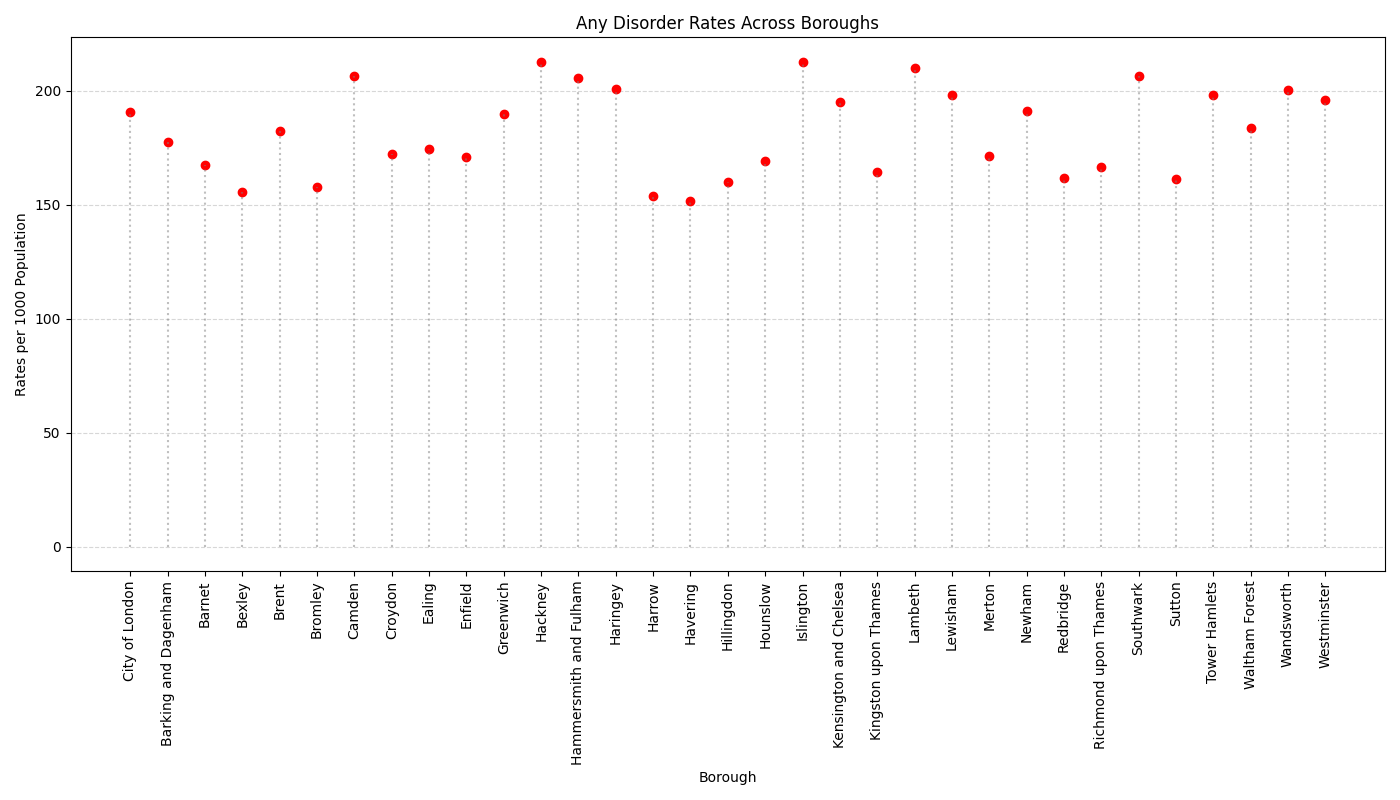 Any Disorder Rates Across Boroughs
Rates per 1000 Population
200
150
100
50
0
City of London
Barking and Dagenham
Barnet
Bexley
Brent
Bromley
Camden
Croydon
Ealing
Enfield
Greenwich
Hackney
Hammersmith and Fulham
Haringey
Harrow
Havering
Hillingdon
Hounslow
Islington
Kensington and Chelsea
Kingston upon Thames
Lambeth
Lewisham
Merton
Newham
Redbridge
Richmond upon Thames
Southwark
Sutton
Tower Hamlets
Waltham Forest
Wandsworth
Westminster
Borough